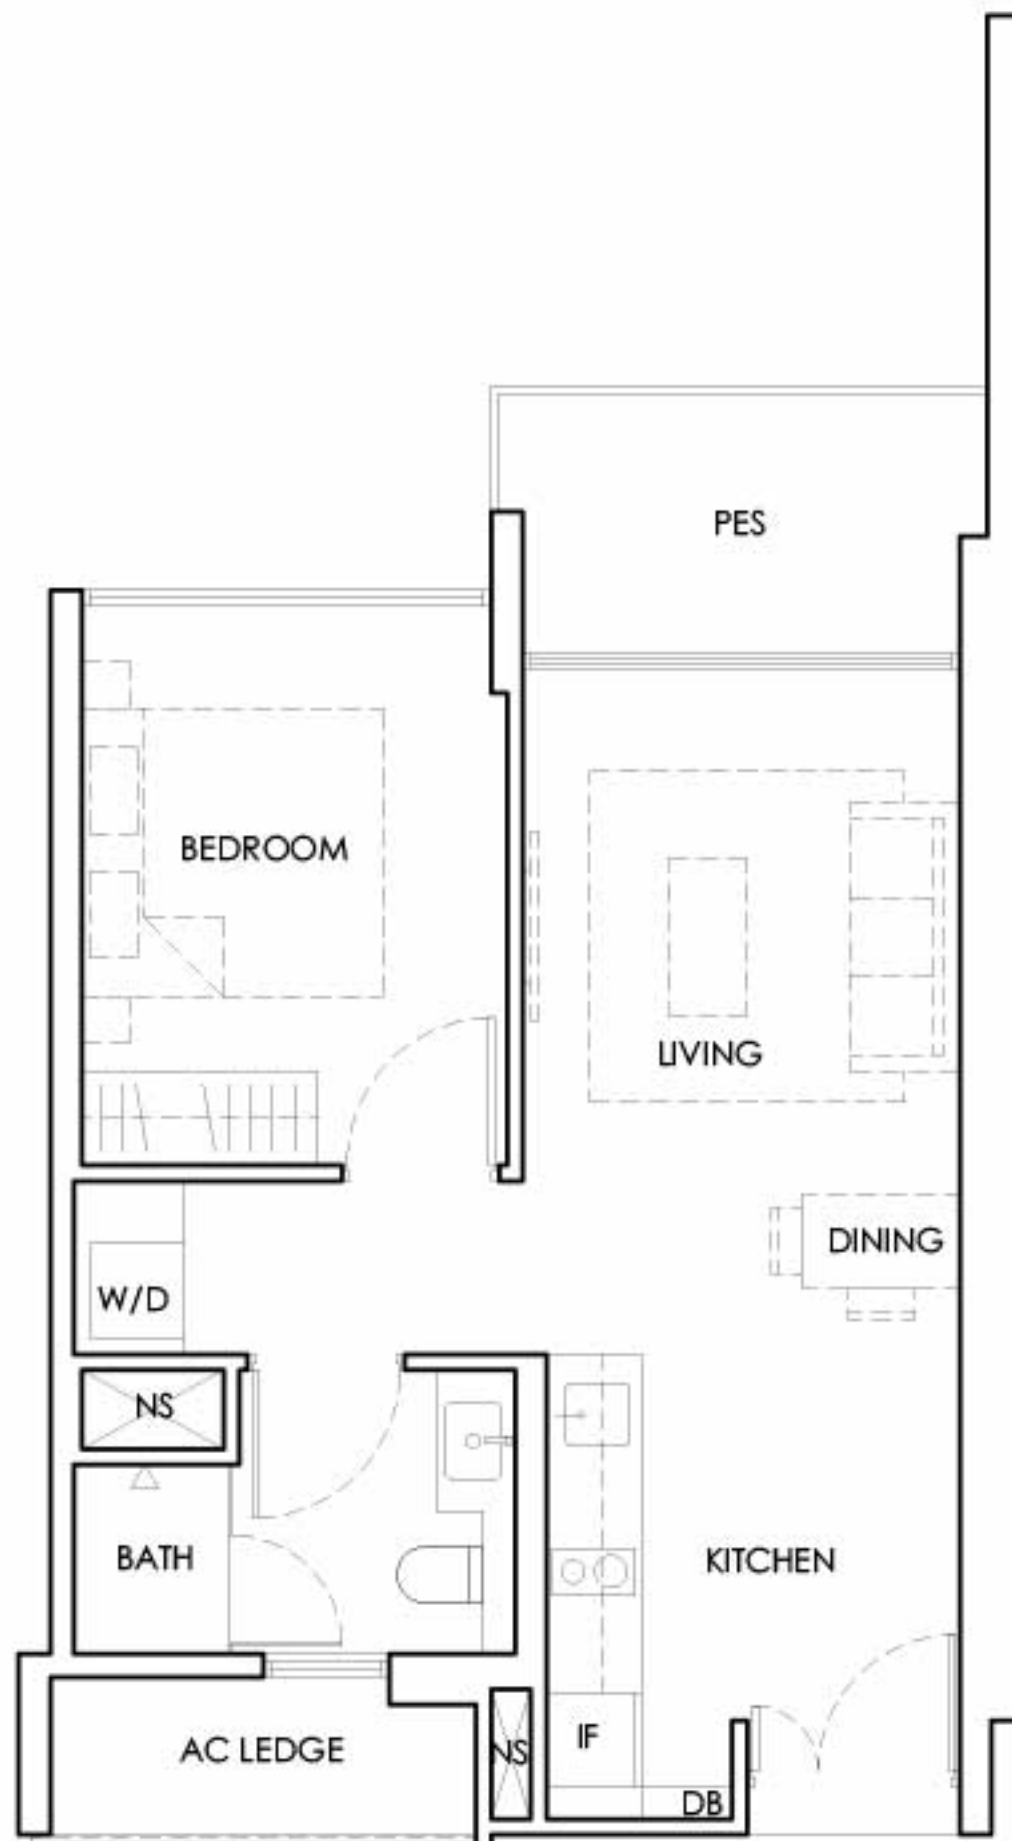 PES
BEDROOM
LIVING
DINING
W/D
NS
BATH
KITCHEN
AC LEDGE
NS
IF
DB